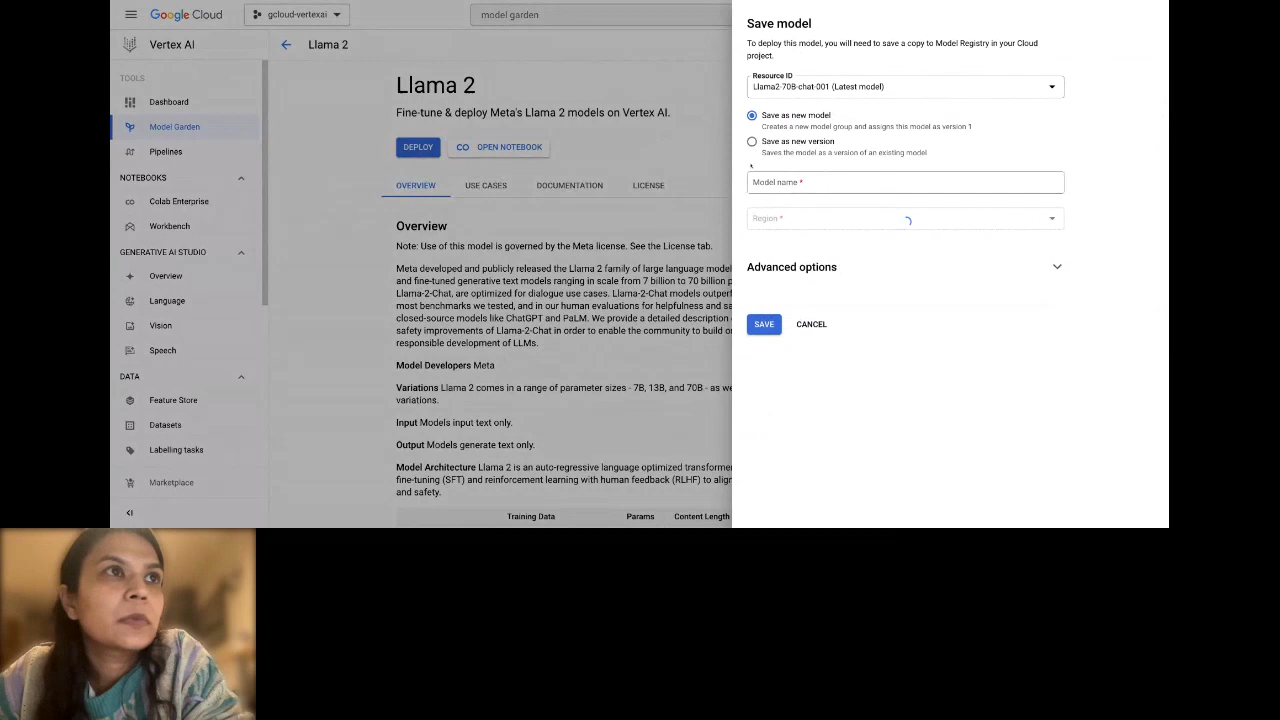 Google Cloud
gcloud-vertexai
model garden
Vertex AI
Llama 2
TOOLS
Dashboard
Model Garden
Pipelines
NOTEBOOKS
Colab Enterprise
Workbench
GENERATIVE AI STUDIO
Overview
Language
Vision
Speech
DATA
Feature Store
Datasets
Labelling tasks
Marketplace
Llama 2
Fine-tune & deploy Meta's Llama 2 models on Vertex AI.
DEPLOY
OPEN NOTEBOOK
OVERVIEW
USE CASES
DOCUMENTATION
LICENSE
Overview
Note: Use of this model is governed by the Meta license. See the License tab.
Meta developed and publicly released the Llama 2 family of large language model
and fine-tuned generative text models ranging in scale from 7 billion to 70 billion p
Llama-2-Chat, are optimized for dialogue use cases. Llama-2-Chat models outperf
most benchmarks we tested, and in our human evaluations for helpfulness and sa
closed-source models like ChatGPT and PaLM. We provide a detailed description
safety improvements of Llama-2-Chat in order to enable the community to build on
responsible development of LLMs.
Model Developers Meta
Variations Llama 2 comes in a range of parameter sizes - 7B, 13B, and 70B - as we
variations.
Input Models input text only.
Output Models generate text only.
Model Architecture Llama 2 is an auto-regressive language optimized transforme
fine-tuning (SFT) and reinforcement learning with human feedback (RLHF) to align
and safety.
Training Data
Params
Content Length
Save model
To deploy this model, you will need to save a copy to Model Registry in your Cloud
project.
Resource ID
Llama2-70B-chat-001 (Latest model)
Save as new model
Creates a new model group and assigns this model as version 1
Save as new version
Saves the model as a version of an existing model
Model name *
Region *
Advanced options
SAVE
CANCEL